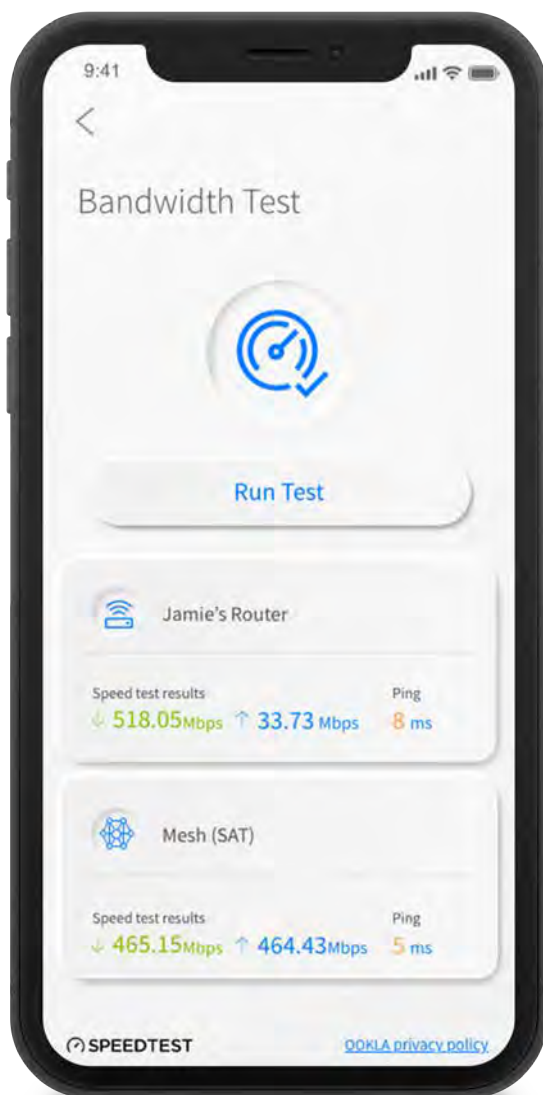 9:41
Bandwidth Test
Run Test
Jamie's Router
Speed test results Ping
↓ 518.05Mbps ↑ 33.73 Mbps 8 ms
Mesh (SAT)
Speed test results Ping
↓ 465.15Mbps ↑ 464.43Mbps 5 ms
SPEEDTEST OOKLA privacy policy